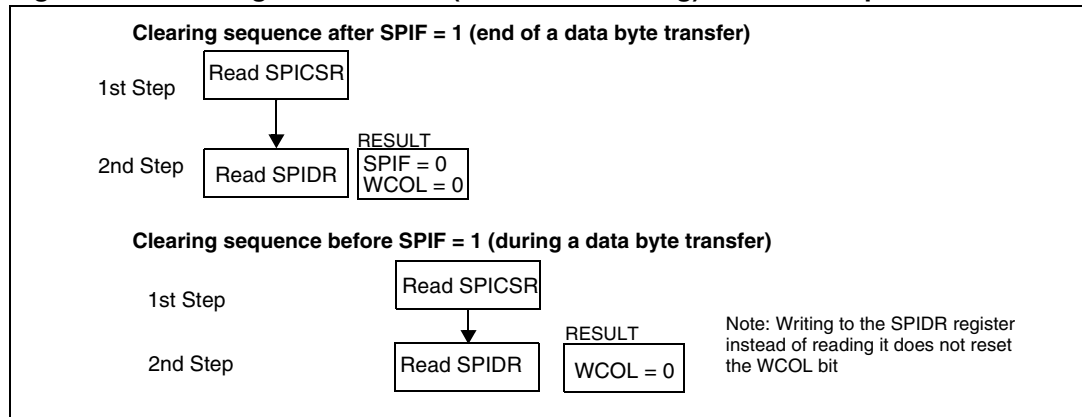 Clearing sequence after SPIF = 1 (end of a data byte transfer)
1st Step
Read SPICSR
2nd Step
Read SPIDR
RESULT
SPIF = 0
WCOL = 0
Clearing sequence before SPIF = 1 (during a data byte transfer)
1st Step
Read SPICSR
2nd Step
Read SPIDR
RESULT
WCOL = 0
Note: Writing to the SPIDR register
instead of reading it does not reset
the WCOL bit